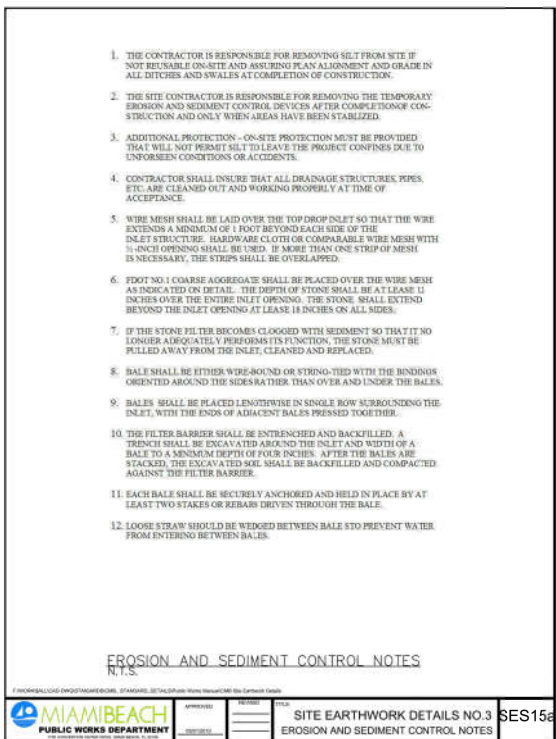 1. THE CONTRACTOR IS RESPONSIBLE FOR REMOVING SILT FROM SITE IF
NOT REUSABLE ON-SITE AND ASSURING PLAN ALIGNMENT AND GRADE IN
ALL DITCHES AND SWALES AT COMPLETION OF CONSTRUCTION.
2. THE SITE CONTRACTOR IS RESPONSIBLE FOR REMOVING THE TEMPORARY
EROSION AND SEDIMENT CONTROL DEVICES AFTER COMPLETIONOF CON-
STRUCTION AND ONLY WHEN AREAS HAVE BEEN STABLIZED.
3. ADDITIONAL PROTECTION – ON-SITE PROTECTION MUST BE PROVIDED
THAT WILL NOT PERMIT SILT TO LEAVE THE PROJECT CONFINES DUE TO
UNFORSEEN CONDITIONS OR ACCIDENTS.
4. CONTRACTOR SHALL INSURE THAT ALL DRAINAGE STRUCTURES, PIPES,
ETC. ARE CLEANED OUT AND WORKING PROPERLY AT TIME OF
ACCEPTANCE.
5. WIRE MESH SHALL BE LAID OVER THE TOP DROP INLET SO THAT THE WIRE
EXTENDS A MINIMUM OF 1 FOOT BEYOND EACH SIDE OF THE
INLET STRUCTURE. HARDWARE CLOTH OR COMPARABLE WIRE MESH WITH
½-INCH OPENING SHALL BE USED. IF MORE THAN ONE STRIP OF MESH
IS NECESSARY, THE STRIPS SHALL BE OVERLAPPED.
6. FDOT NO.1 COARSE AGGREGATE SHALL BE PLACED OVER THE WIRE MESH
AS INDICATED ON DETAIL. THE DEPTH OF STONE SHALL BE AT LEASE 12
INCHES OVER THE ENTIRE INLET OPENING. THE STONE SHALL EXTEND
BEYOND THE INLET OPENING AT LEASE 18 INCHES ON ALL SIDES.
7. IF THE STONE FILTER BECOMES CLOGGED WITH SEDIMENT SO THAT IT NO
LONGER ADEQUATELY PERFORMS ITS FUNCTION, THE STONE MUST BE
PULLED AWAY FROM THE INLET, CLEANED AND REPLACED.
8. BALE SHALL BE EITHER WIRE-BOUND OR STRING-TIED WITH THE BINDINGS
ORIENTED AROUND THE SIDES RATHER THAN OVER AND UNDER THE BALES.
9. BALES SHALL BE PLACED LENGTHWISE IN SINGLE ROW SURROUNDING THE
INLET, WITH THE ENDS OF ADJACENT BALES PRESSED TOGETHER.
10. THE FILTER BARRIER SHALL BE ENTRENCHED AND BACKFILLED. A
TRENCH SHALL BE EXCAVATED AROUND THE INLET AND WIDTH OF A
BALE TO A MINIMUM DEPTH OF FOUR INCHES. AFTER THE BALES ARE
STACKED, THE EXCAVATED SOIL SHALL BE BACKFILLED AND COMPACTED
AGAINST THE FILTER BARRIER.
11. EACH BALE SHALL BE SECURELY ANCHORED AND HELD IN PLACE BY AT
LEAST TWO STAKES OR REBARS DRIVEN THROUGH THE BALE.
12. LOOSE STRAW SHOULD BE WEDGED BETWEEN BALE STO PREVENT WATER
FROM ENTERING BETWEEN BALES.
EROSION AND SEDIMENT CONTROL NOTES
N.T.S.
MIAMIBEACH
PUBLIC WORKS DEPARTMENT
APPROVED
REVISED
TITLE
SITE EARTHWORK DETAILS NO.3
EROSION AND SEDIMENT CONTROL NOTES
SES15a